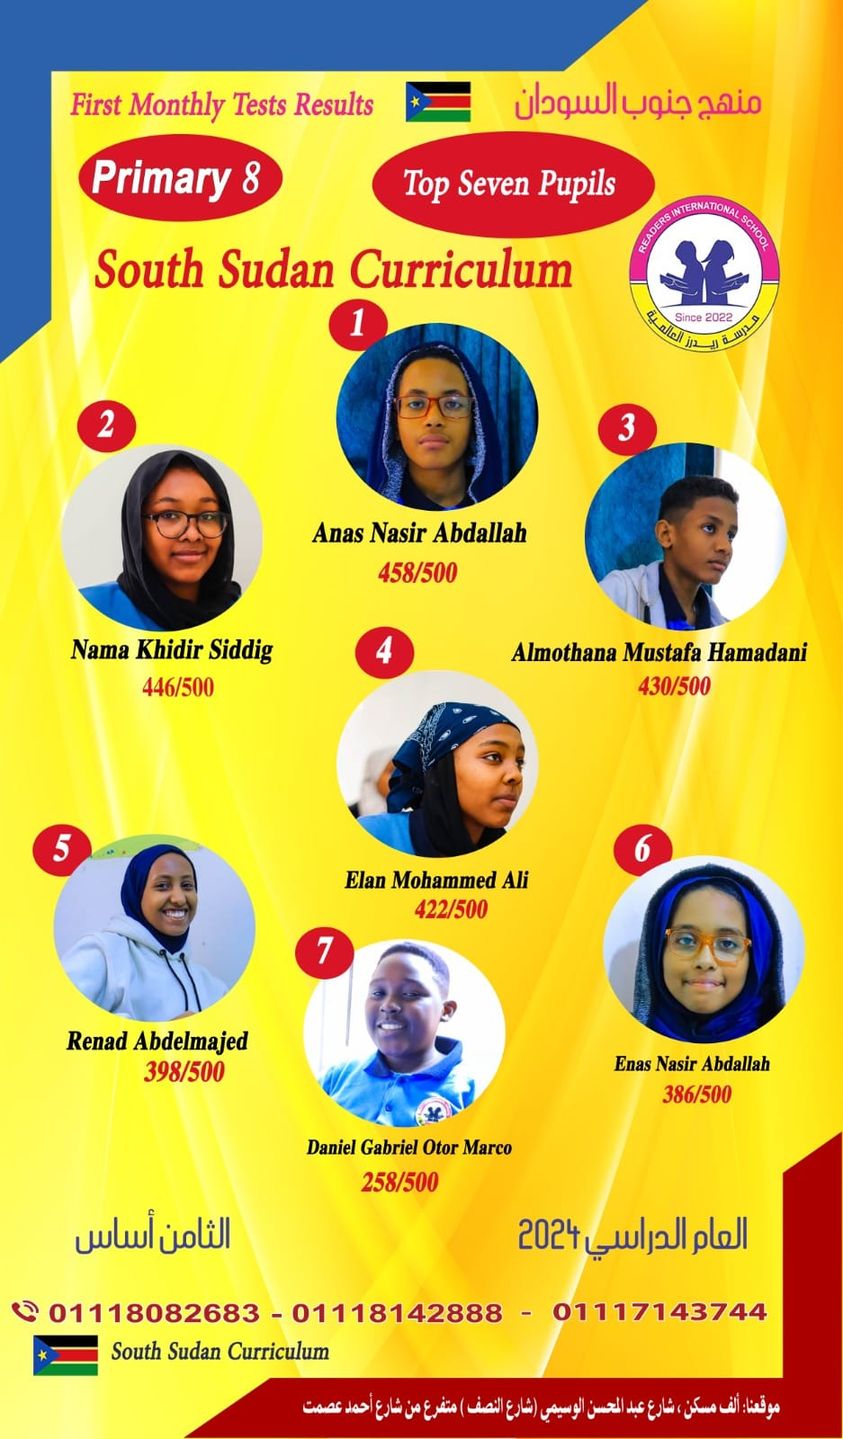 First Monthly Tests Results
منهج جنوب السودان
Primary 8
Top Seven Pupils
South Sudan Curriculum
READERS INTERNATIONAL SCHOOL
Since 2022
مدرسة ريدرز العالمية
1
Anas Nasir Abdallah
458/500
2
Nama Khidir Siddig
446/500
3
Almothana Mustafa Hamadani
430/500
4
Elan Mohammed Ali
422/500
5
Renad Abdelmajed
398/500
6
Enas Nasir Abdallah
386/500
7
Daniel Gabriel Otor Marco
258/500
العام الدراسي 2024
الثامن أساس
01118082683 - 01118142888 - 01117143744
South Sudan Curriculum
موقعنا: ألف مسكن ، شارع عبد المحسن الوسيمي (شارع النصف ) متفرع من شارع أحمد عصمت